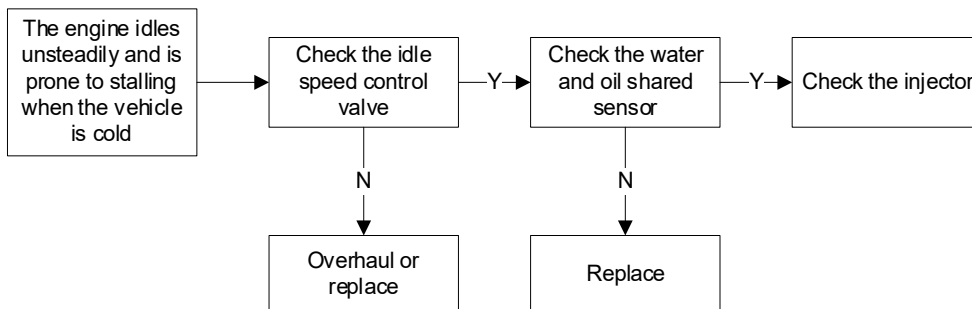 The engine idles
unsteadily and is
prone to stalling
when the vehicle
is cold
Check the idle
speed control
valve
Y
Check the water
and oil shared
sensor
Y
Check the injector
N
N
Overhaul or
replace
Replace